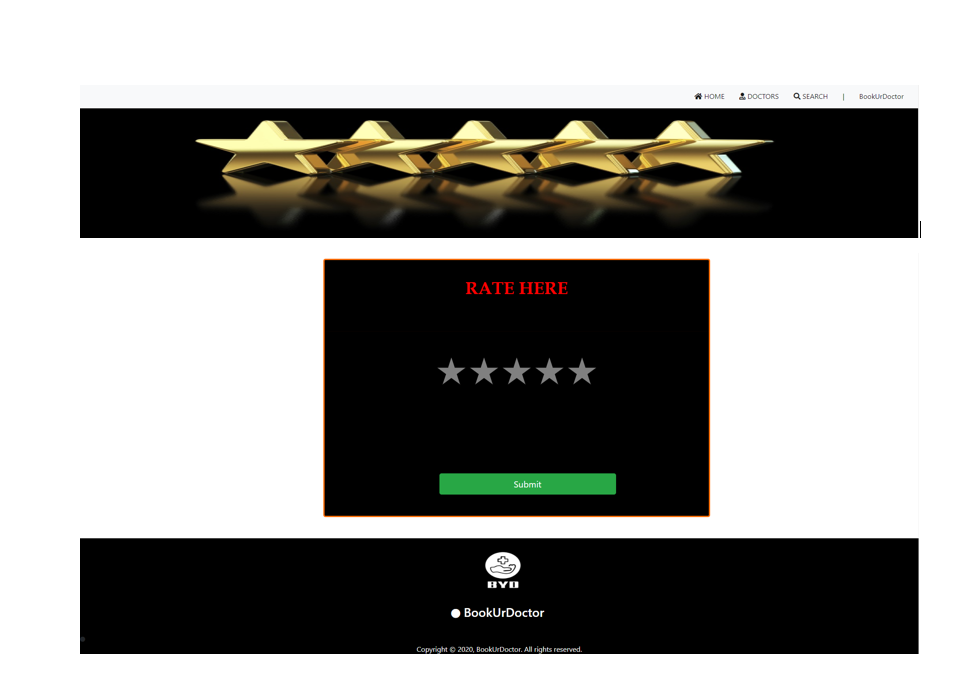 HOME DOCTORS SEARCH | BookUrDoctor
RATE HERE
Submit
BYD
BookUrDoctor
Copyright © 2020, BookUrDoctor. All rights reserved.